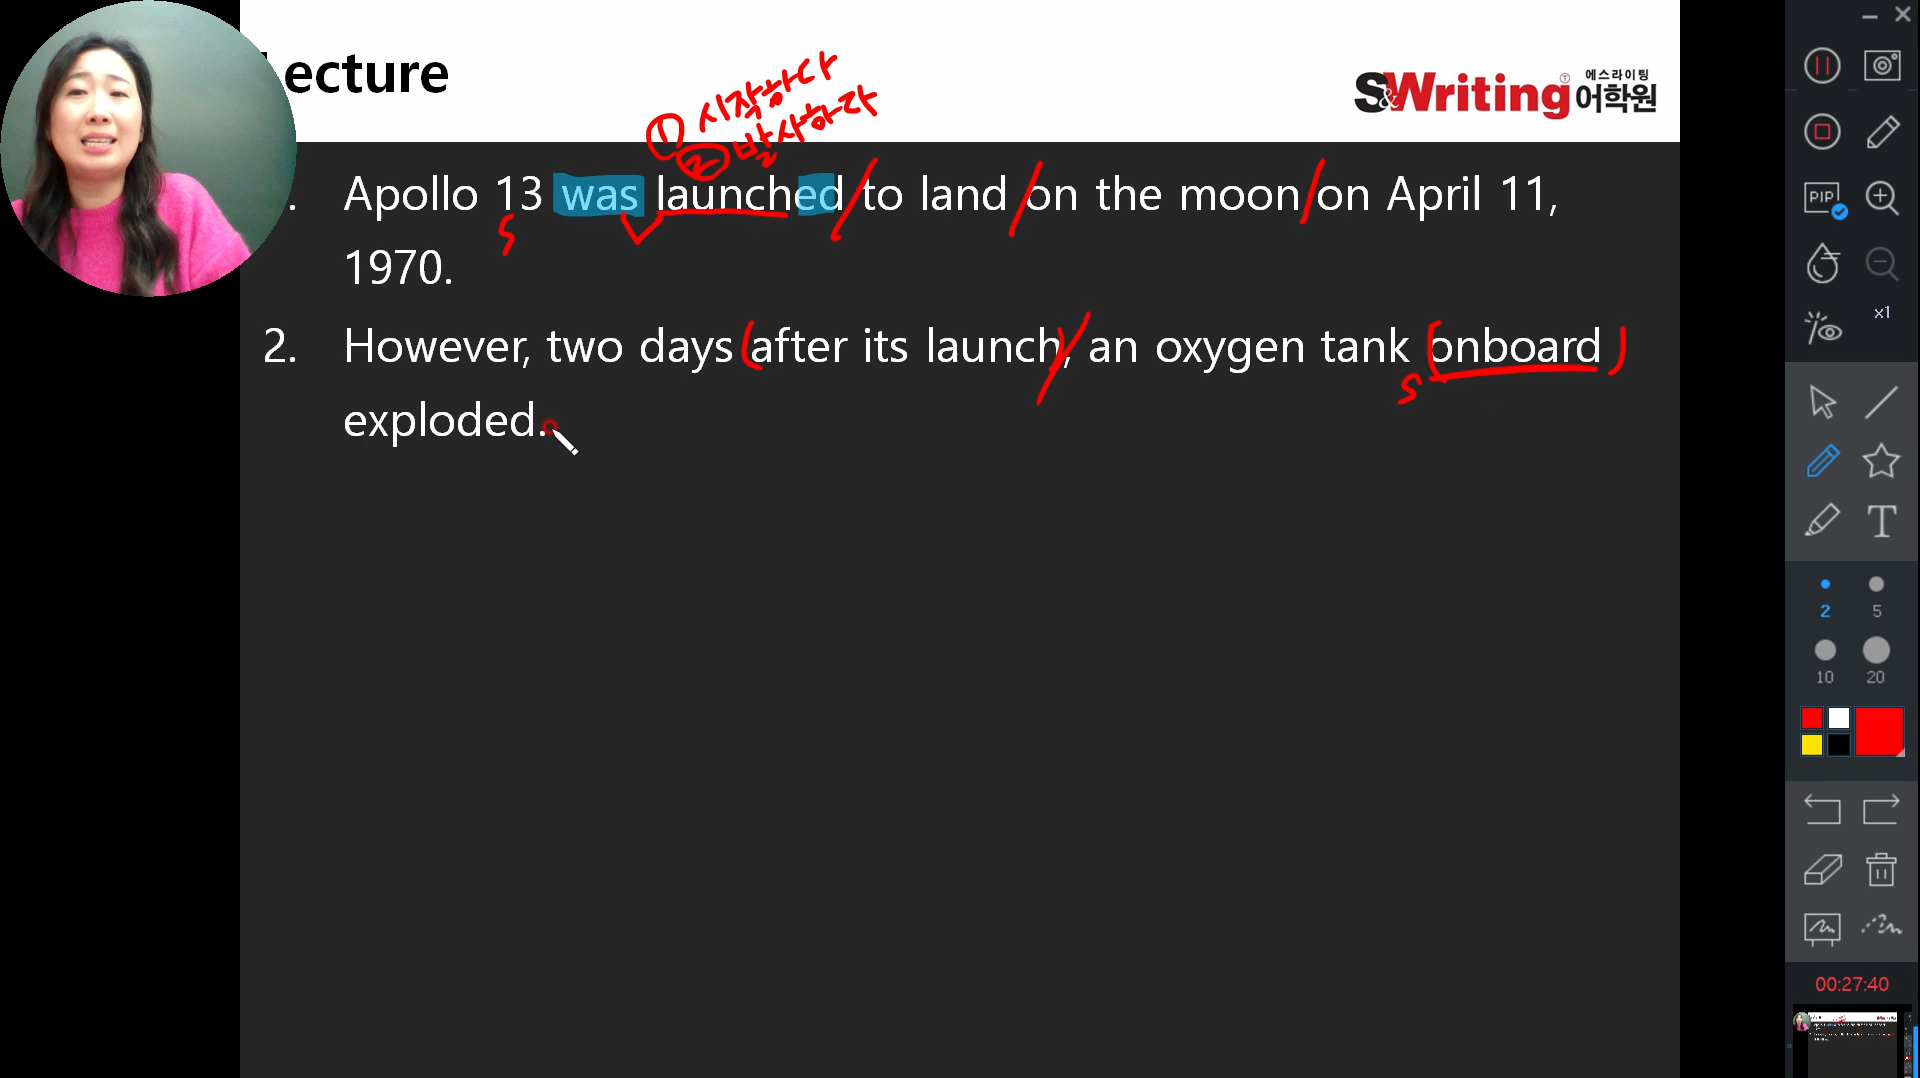 Lecture
① 시작하다
② 발사하다
S&Writing 에스라이팅 어학원
. Apollo 13 was launched to land on the moon on April 11,
s v
1970.
2. However, two days (after its launch), an oxygen tank (onboard)
s
exploded.
PIP
x1
T
2 5
10 20
00:27:40